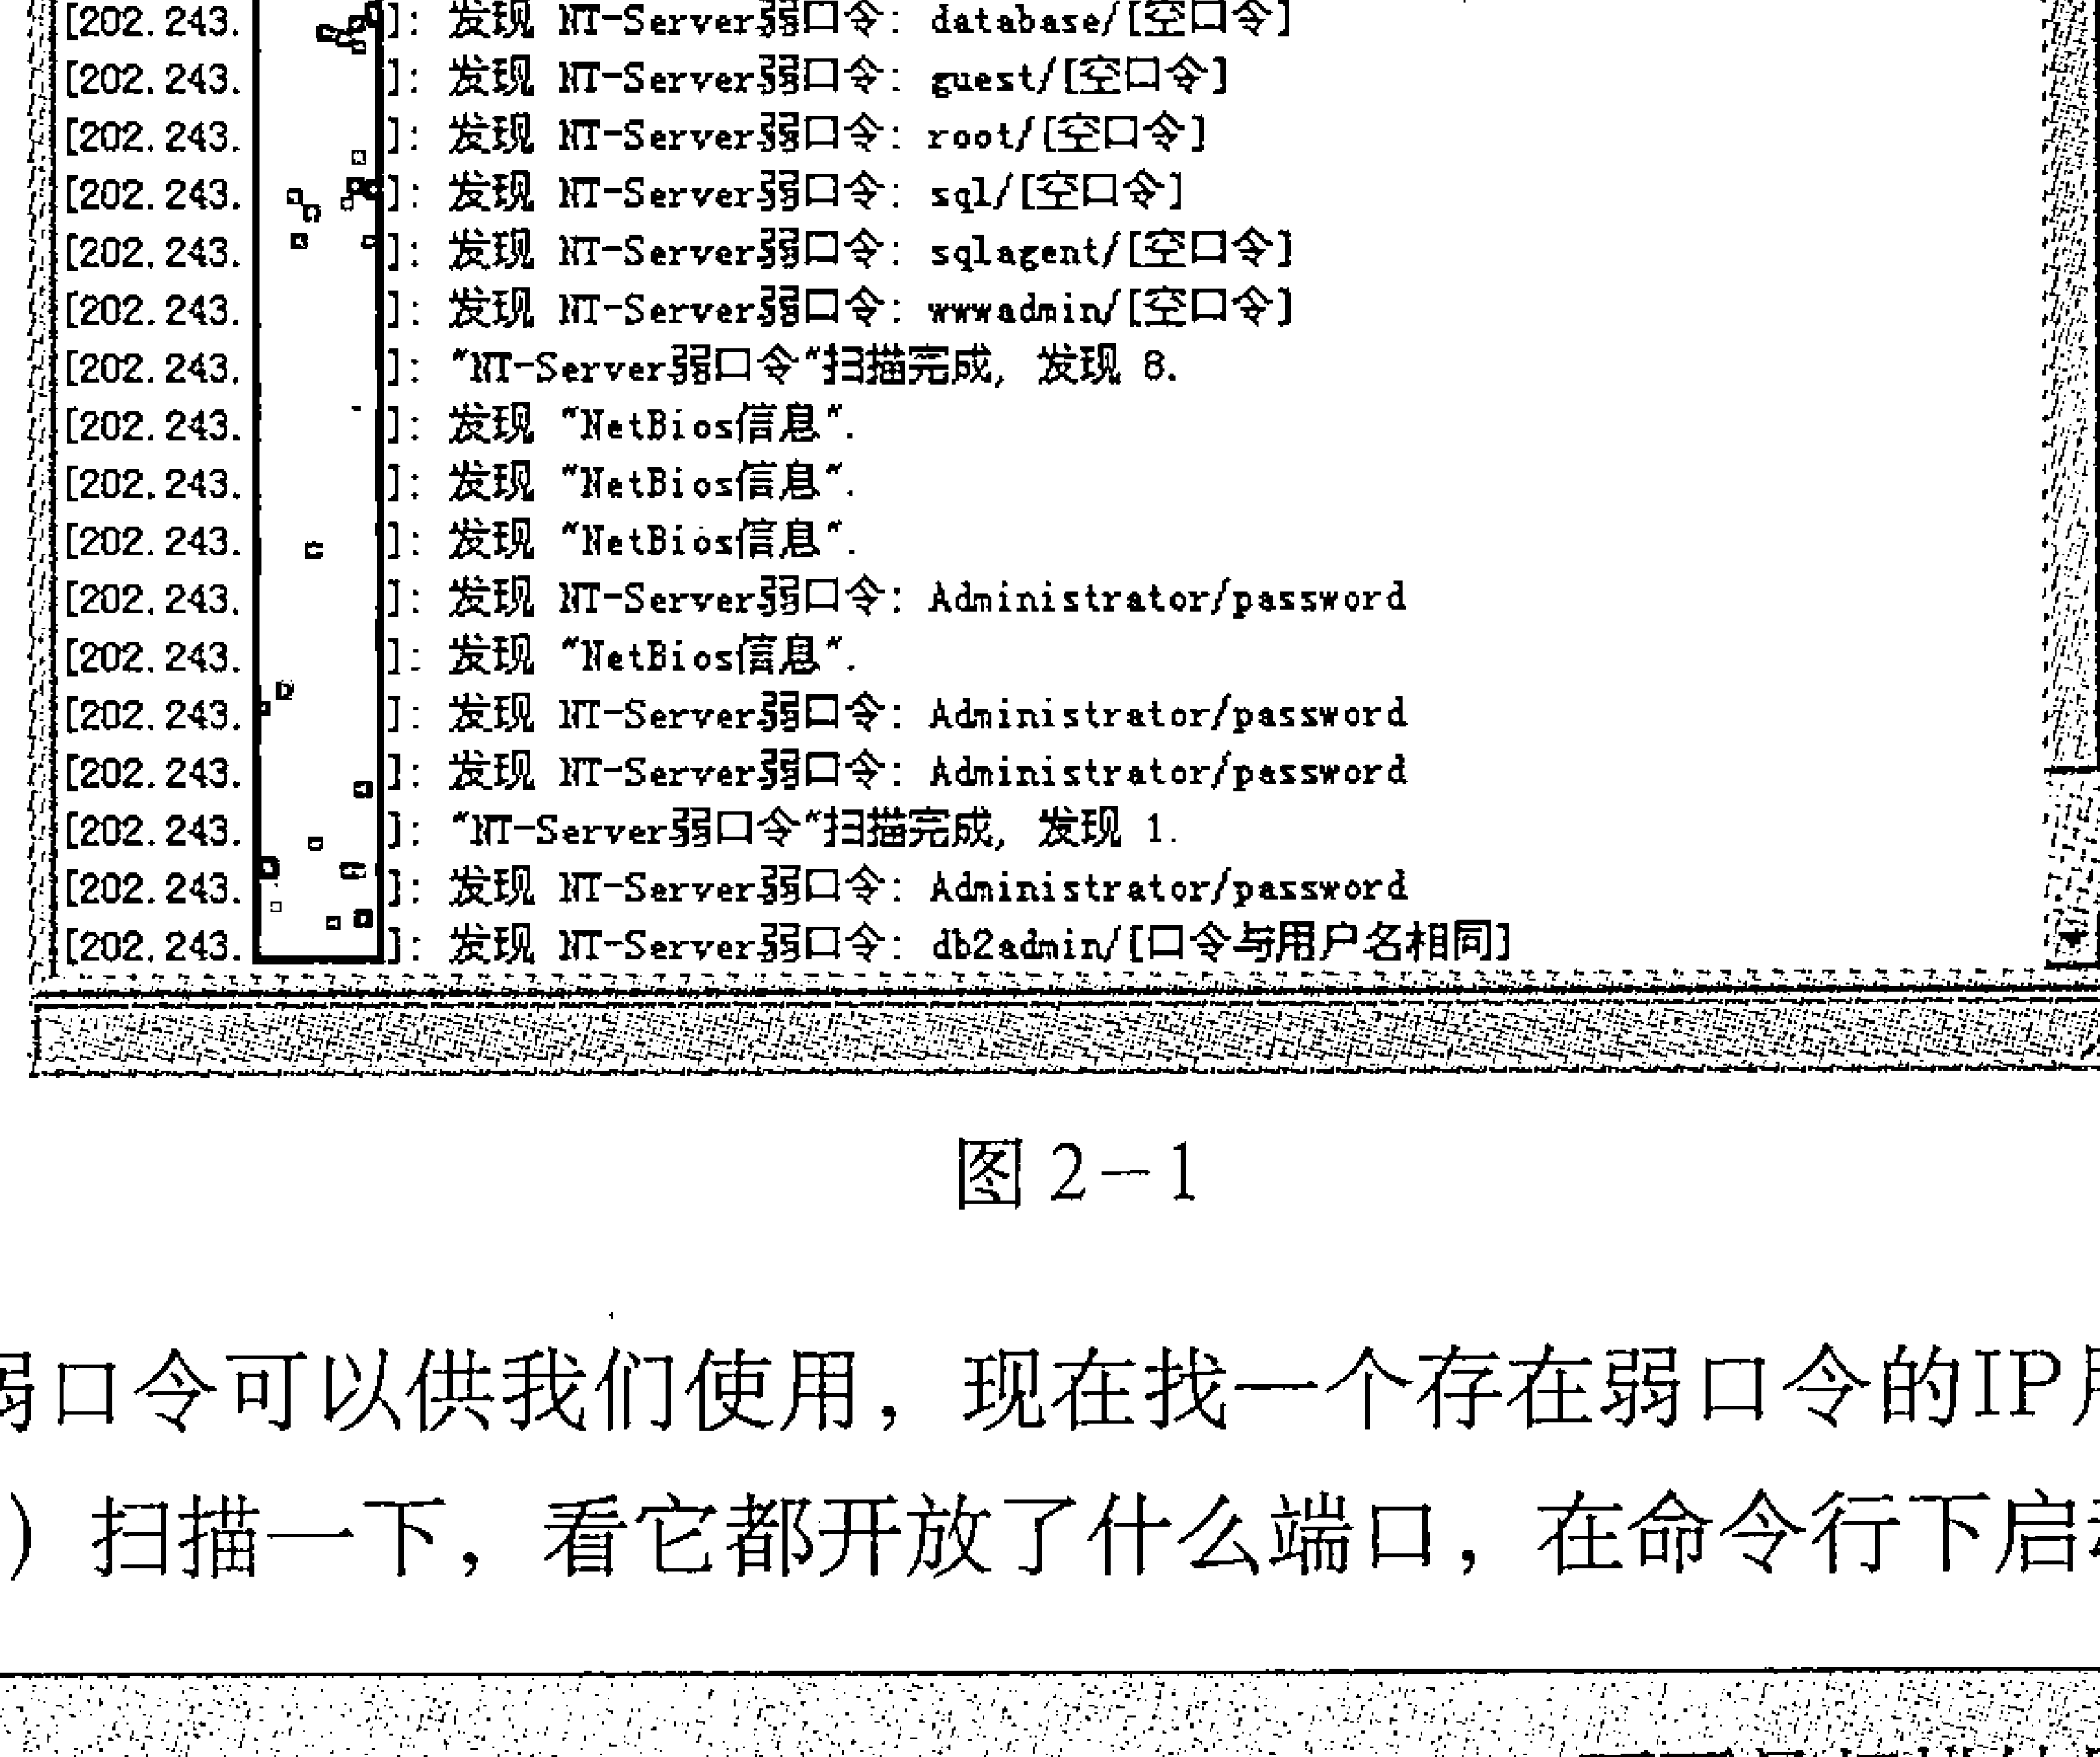 [202.243.]: 发现 NT-Server弱口令: database/[空口令]
[202.243.]: 发现 NT-Server弱口令: guest/[空口令]
[202.243.]: 发现 NT-Server弱口令: root/[空口令]
[202.243.]: 发现 NT-Server弱口令: sql/[空口令]
[202.243.]: 发现 NT-Server弱口令: sqlagent/[空口令]
[202.243.]: 发现 NT-Server弱口令: wwwadmin/[空口令]
[202.243.]: "NT-Server弱口令"扫描完成, 发现 8.
[202.243.]: 发现 "NetBios信息".
[202.243.]: 发现 "NetBios信息".
[202.243.]: 发现 "NetBios信息".
[202.243.]: 发现 NT-Server弱口令: Administrator/password
[202.243.]: 发现 "NetBios信息".
[202.243.]: 发现 NT-Server弱口令: Administrator/password
[202.243.]: 发现 NT-Server弱口令: Administrator/password
[202.243.]: "NT-Server弱口令"扫描完成, 发现 1.
[202.243.]: 发现 NT-Server弱口令: Administrator/password
[202.243.]: 发现 NT-Server弱口令: db2admin/[口令与用户名相同]
图 2－1
弱口令可以供我们使用，现在找一个存在弱口令的IP用
）扫描一下，看它都开放了什么端口，在命令行下启